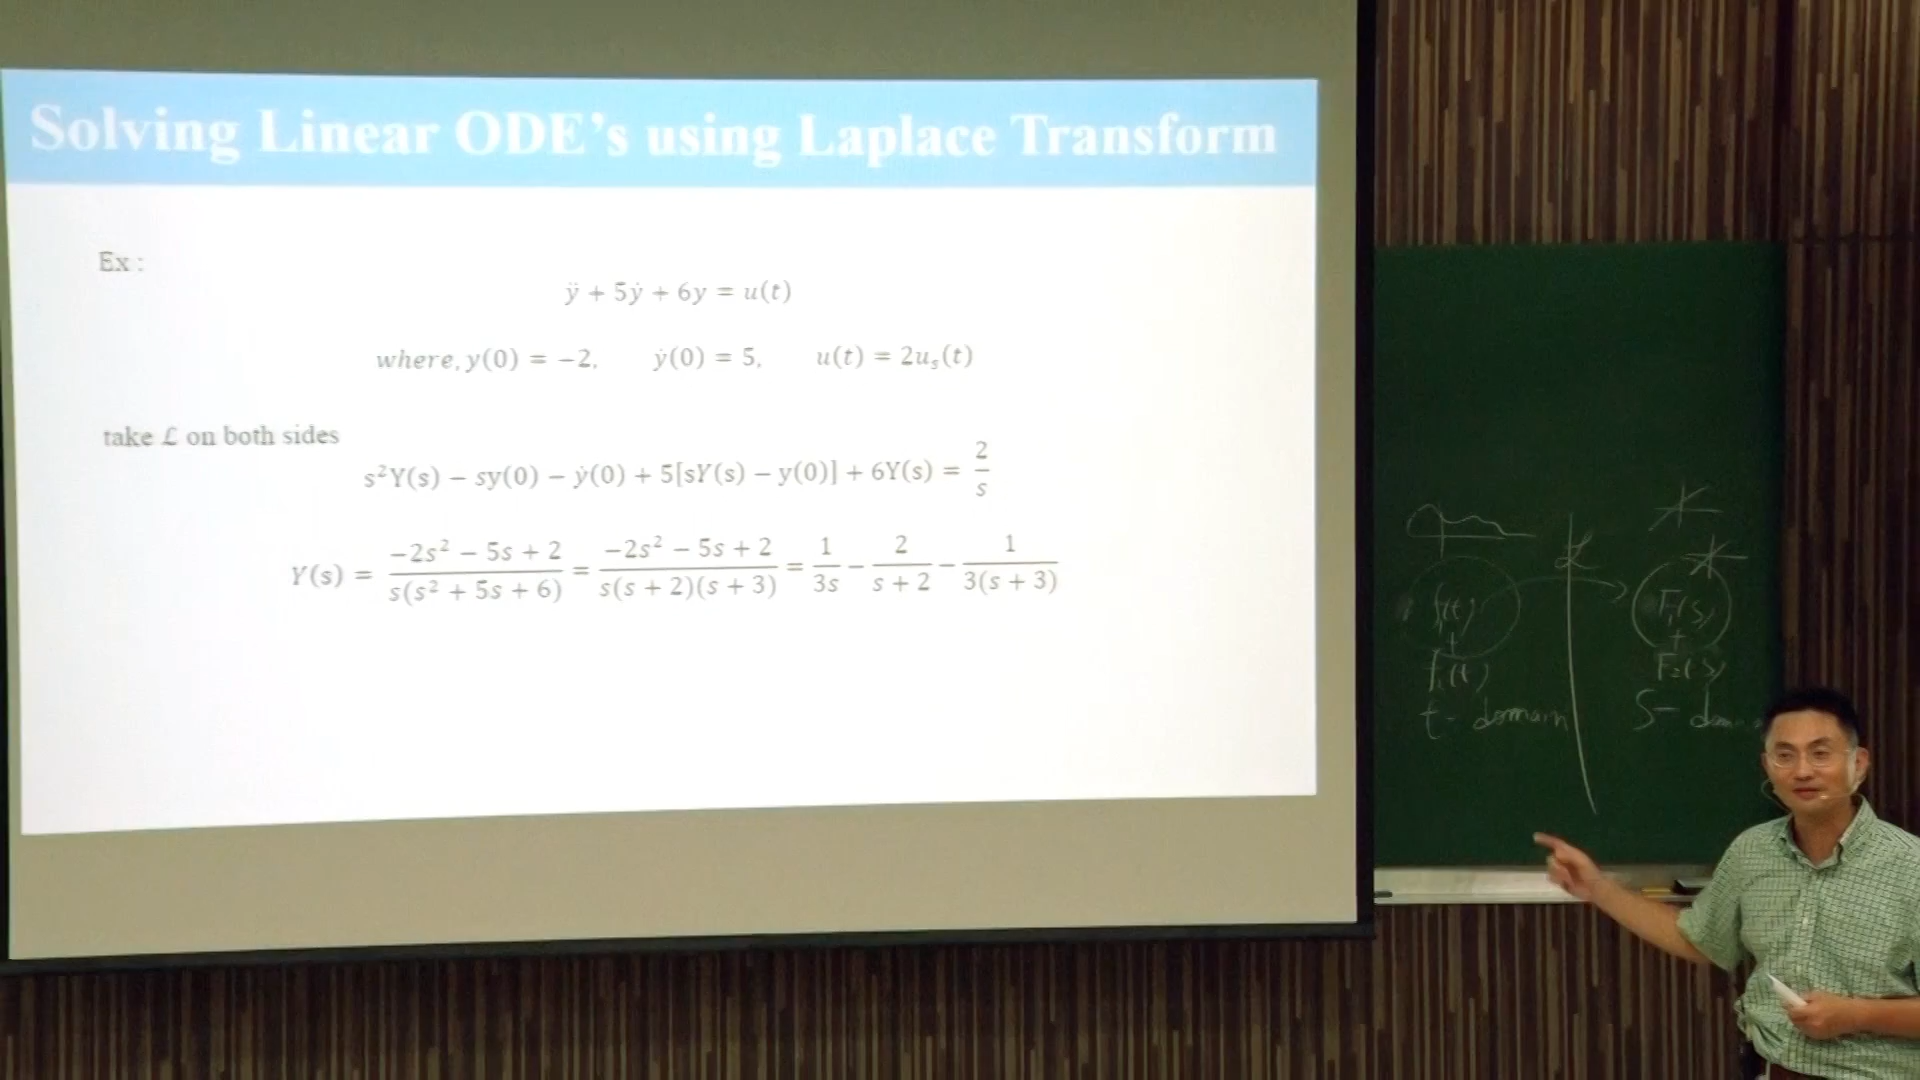 Solving Linear ODE's using Laplace Transform
Ex :
ÿ + 5ẏ + 6y = u(t)
where, y(0) = −2, ẏ(0) = 5, u(t) = 2uₛ(t)
take ℒ on both sides
s²Y(s) − sy(0) − ẏ(0) + 5[sY(s) − y(0)] + 6Y(s) = 2/s
Y(s) = (−2s² − 5s + 2)/(s(s² + 5s + 6)) = (−2s² − 5s + 2)/(s(s + 2)(s + 3)) = 1/(3s) − 2/(s + 2) − 1/(3(s + 3))
ℒ
f₁(t) F₁(s)
+ +
F₂(s)
t - domain S-